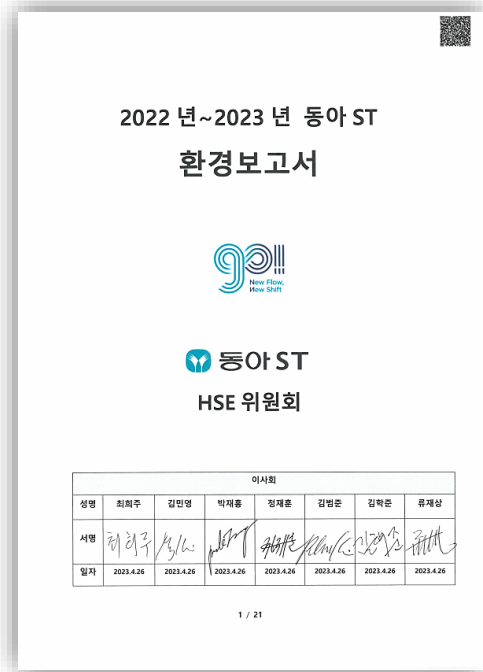 2022 년~2023 년 동아 ST
환경보고서
go!!
New Flow,
New Shift
동아 ST
HSE 위원회
이사회
성명 최희주 김민영 박재홍 정재훈 김범준 김학준 류재상
서명 최희주
일자 2023.4.26 2023.4.26 2023.4.26 2023.4.26 2023.4.26 2023.4.26 2023.4.26
1 / 21